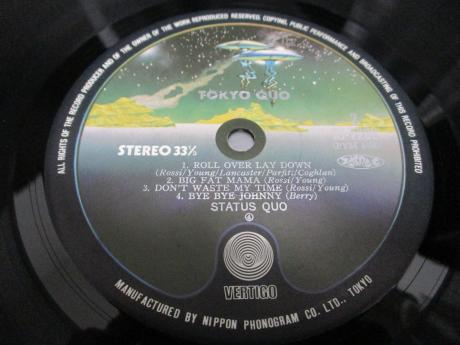 ALL RIGHTS OF THE RECORD PRODUCER AND OF THE OWNER OF THE WORK REPRODUCED RESERVED. COPYING, PUBLIC PERFORMANCE AND BROADCASTING OF THIS RECORD PROHIBITED
TOKYO QUO
2
STEREO 33⅓
1. ROLL OVER LAY DOWN
(Rossi/Young/Lancaster/Parfitt/Coghlan)
2. BIG FAT MAMA (Rossi/Young)
3. DON'T WASTE MY TIME (Rossi/Young)
4. BYE BYE JOHNNY (Berry)
STATUS QUO
VERTIGO
MANUFACTURED BY NIPPON PHONOGRAM CO. LTD., TOKYO